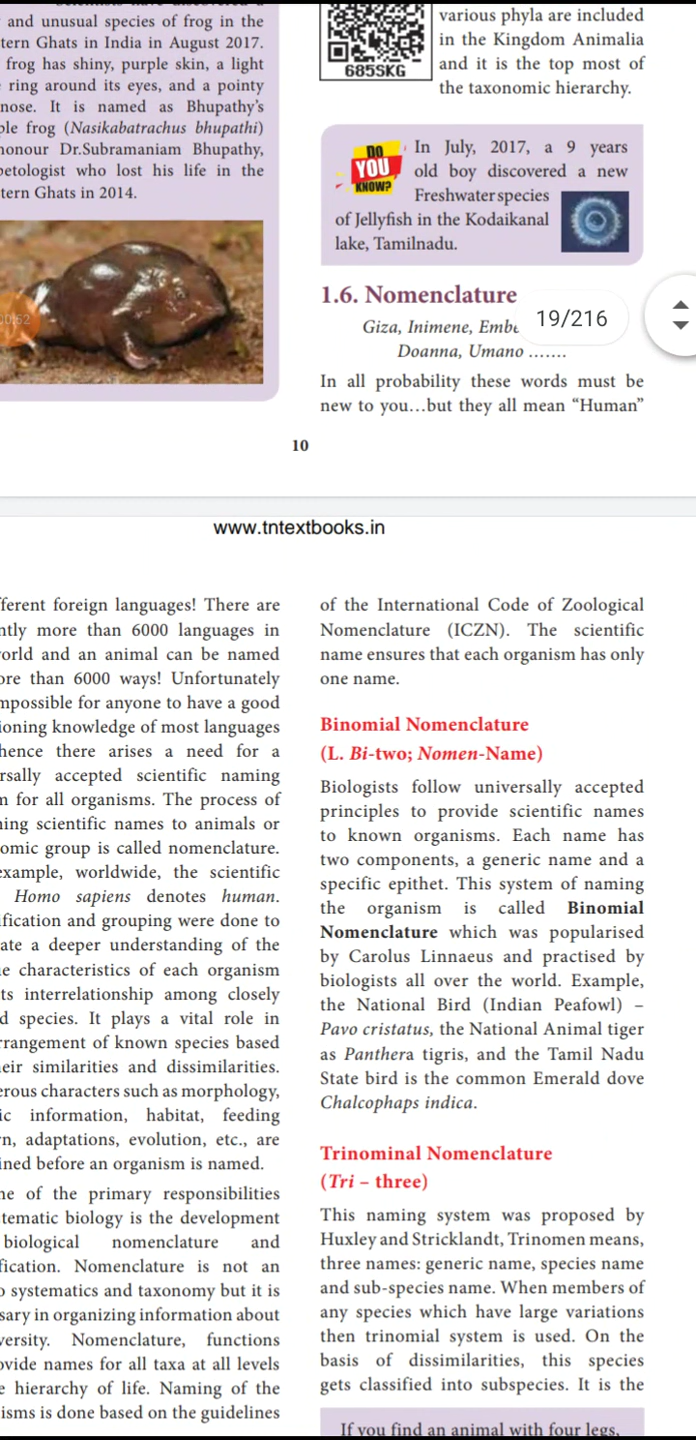 and unusual species of frog in the
tern Ghats in India in August 2017.
frog has shiny, purple skin, a light
ring around its eyes, and a pointy
nose. It is named as Bhupathy's
ple frog (Nasikabatrachus bhupathi)
honour Dr.Subramaniam Bhupathy,
petologist who lost his life in the
tern Ghats in 2014.
00:52
685SKG
various phyla are included
in the Kingdom Animalia
and it is the top most of
the taxonomic hierarchy.
DO
YOU
KNOW?
In July, 2017, a 9 years
old boy discovered a new
Freshwater species
of Jellyfish in the Kodaikanal
lake, Tamilnadu.
1.6. Nomenclature
Giza, Inimene, Embe
19/216
Doanna, Umano .......
In all probability these words must be
new to you...but they all mean “Human”
10
www.tntextbooks.in
fferent foreign languages! There are
ntly more than 6000 languages in
orld and an animal can be named
ore than 6000 ways! Unfortunately
mpossible for anyone to have a good
ioning knowledge of most languages
hence there arises a need for a
rsally accepted scientific naming
m for all organisms. The process of
ning scientific names to animals or
omic group is called nomenclature.
example, worldwide, the scientific
Homo sapiens denotes human.
ification and grouping were done to
ate a deeper understanding of the
ue characteristics of each organism
ts interrelationship among closely
d species. It plays a vital role in
rrangement of known species based
heir similarities and dissimilarities.
erous characters such as morphology,
ic information, habitat, feeding
rn, adaptations, evolution, etc., are
ined before an organism is named.
ne of the primary responsibilities
tematic biology is the development
biological nomenclature and
fication. Nomenclature is not an
o systematics and taxonomy but it is
sary in organizing information about
versity. Nomenclature, functions
ovide names for all taxa at all levels
e hierarchy of life. Naming of the
isms is done based on the guidelines
of the International Code of Zoological
Nomenclature (ICZN). The scientific
name ensures that each organism has only
one name.
Binomial Nomenclature
(L. Bi-two; Nomen-Name)
Biologists follow universally accepted
principles to provide scientific names
to known organisms. Each name has
two components, a generic name and a
specific epithet. This system of naming
the organism is called Binomial
Nomenclature which was popularised
by Carolus Linnaeus and practised by
biologists all over the world. Example,
the National Bird (Indian Peafowl) –
Pavo cristatus, the National Animal tiger
as Panthera tigris, and the Tamil Nadu
State bird is the common Emerald dove
Chalcophaps indica.
Trinominal Nomenclature
(Tri – three)
This naming system was proposed by
Huxley and Stricklandt, Trinomen means,
three names: generic name, species name
and sub-species name. When members of
any species which have large variations
then trinomial system is used. On the
basis of dissimilarities, this species
gets classified into subspecies. It is the
If you find an animal with four legs,